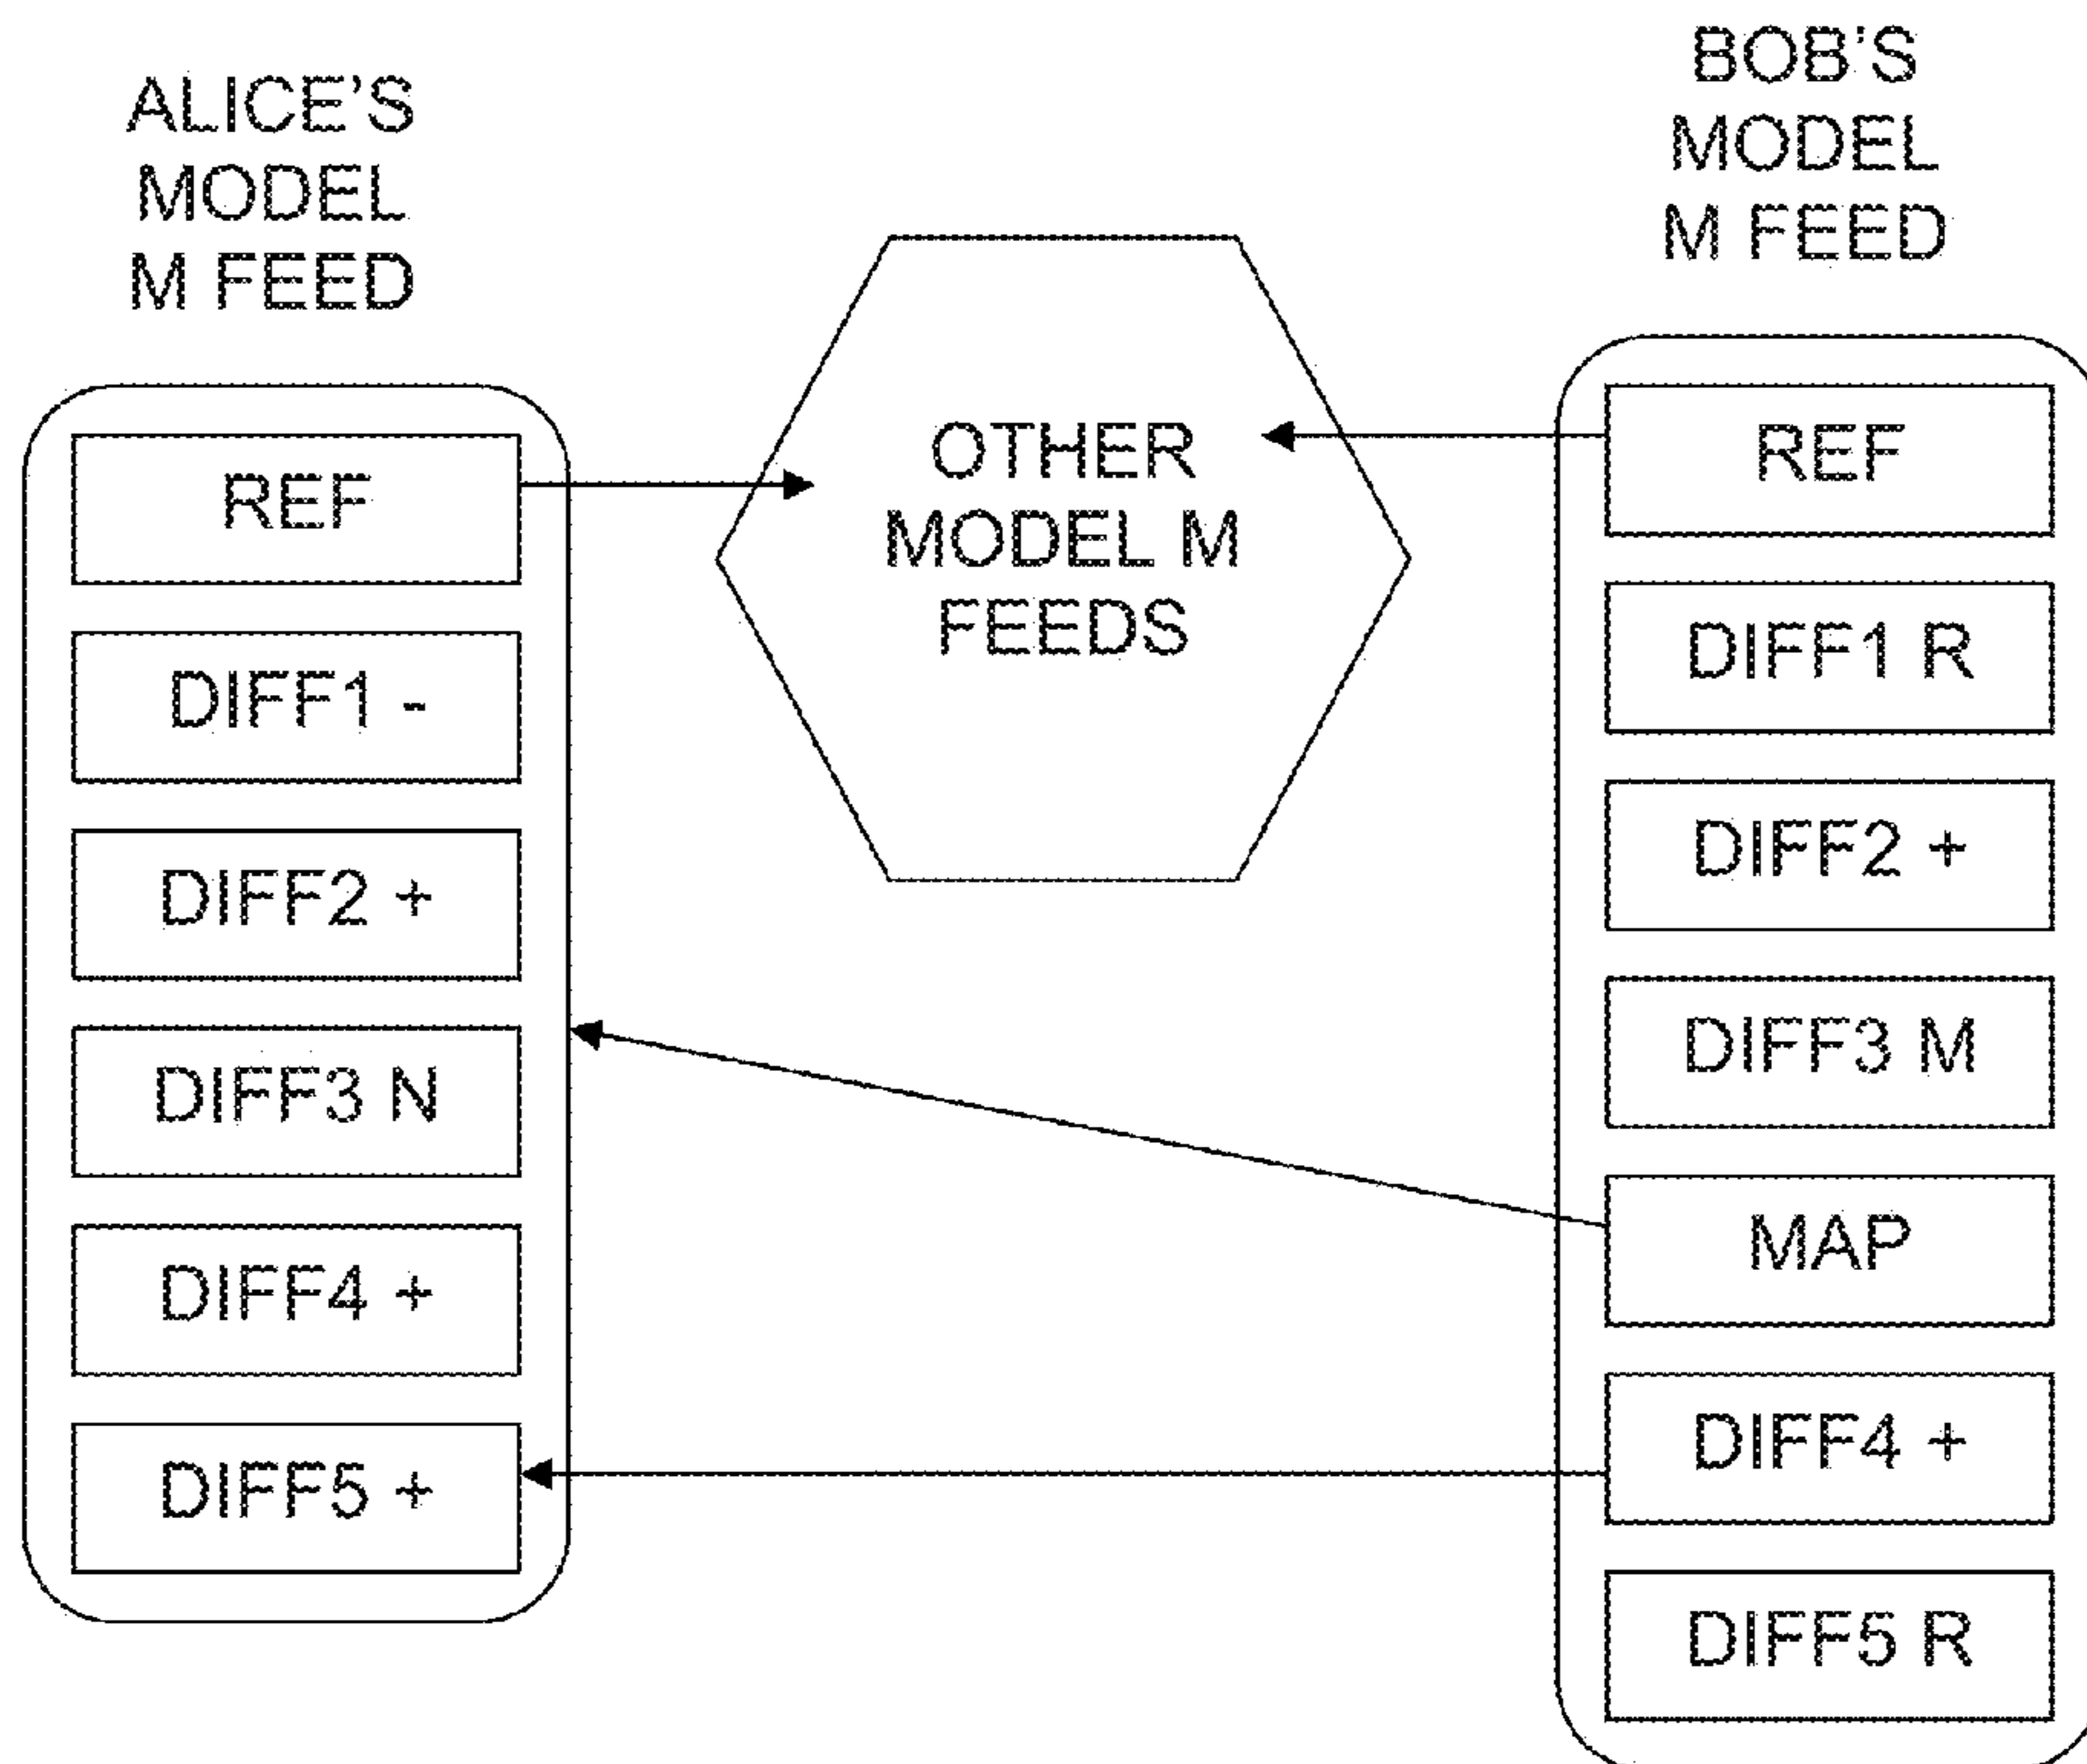 ALICE'S
MODEL
M FEED
REF
DIFF1 -
DIFF2 +
DIFF3 N
DIFF4 +
DIFF5 +
OTHER
MODEL M
FEEDS
BOB'S
MODEL
M FEED
REF
DIFF1 R
DIFF2 +
DIFF3 M
MAP
DIFF4 +
DIFF5 R